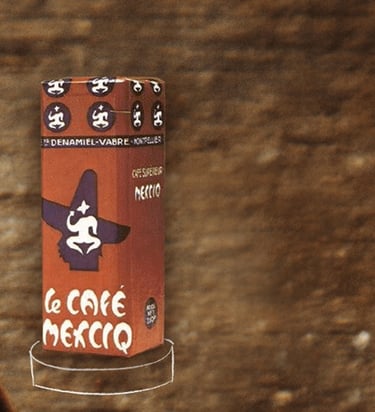 DENAMIEL-VABRE-MONTPELLIER
CAFÉ SUPÉRIEUR
MEXCIQ
Le CAFÉ
MEXCIQ